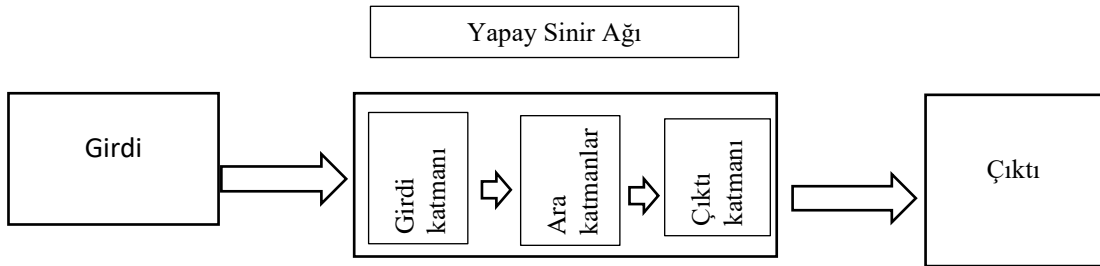 Yapay Sinir Ağı
Girdi
Girdi
katmanı
Ara
katmanlar
Çıktı
katmanı
Çıktı